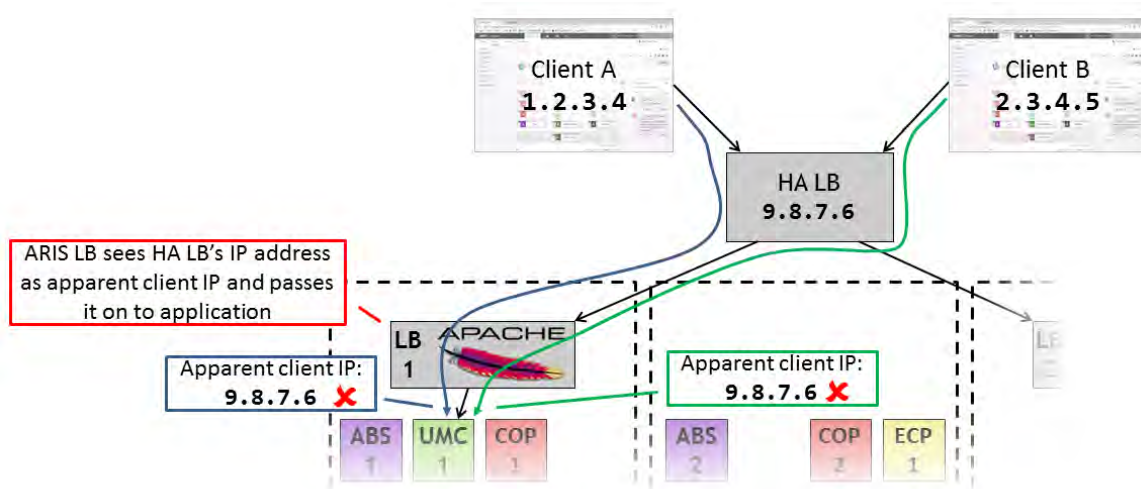 Client A
1.2.3.4
Client B
2.3.4.5
HA LB
9.8.7.6
ARIS LB sees HA LB's IP address
as apparent client IP and passes
it on to application
LB
1
APACHE
LB
Apparent client IP:
9.8.7.6 ✘
Apparent client IP:
9.8.7.6 ✘
ABS
1
UMC
1
COP
1
ABS
2
COP
2
ECP
1